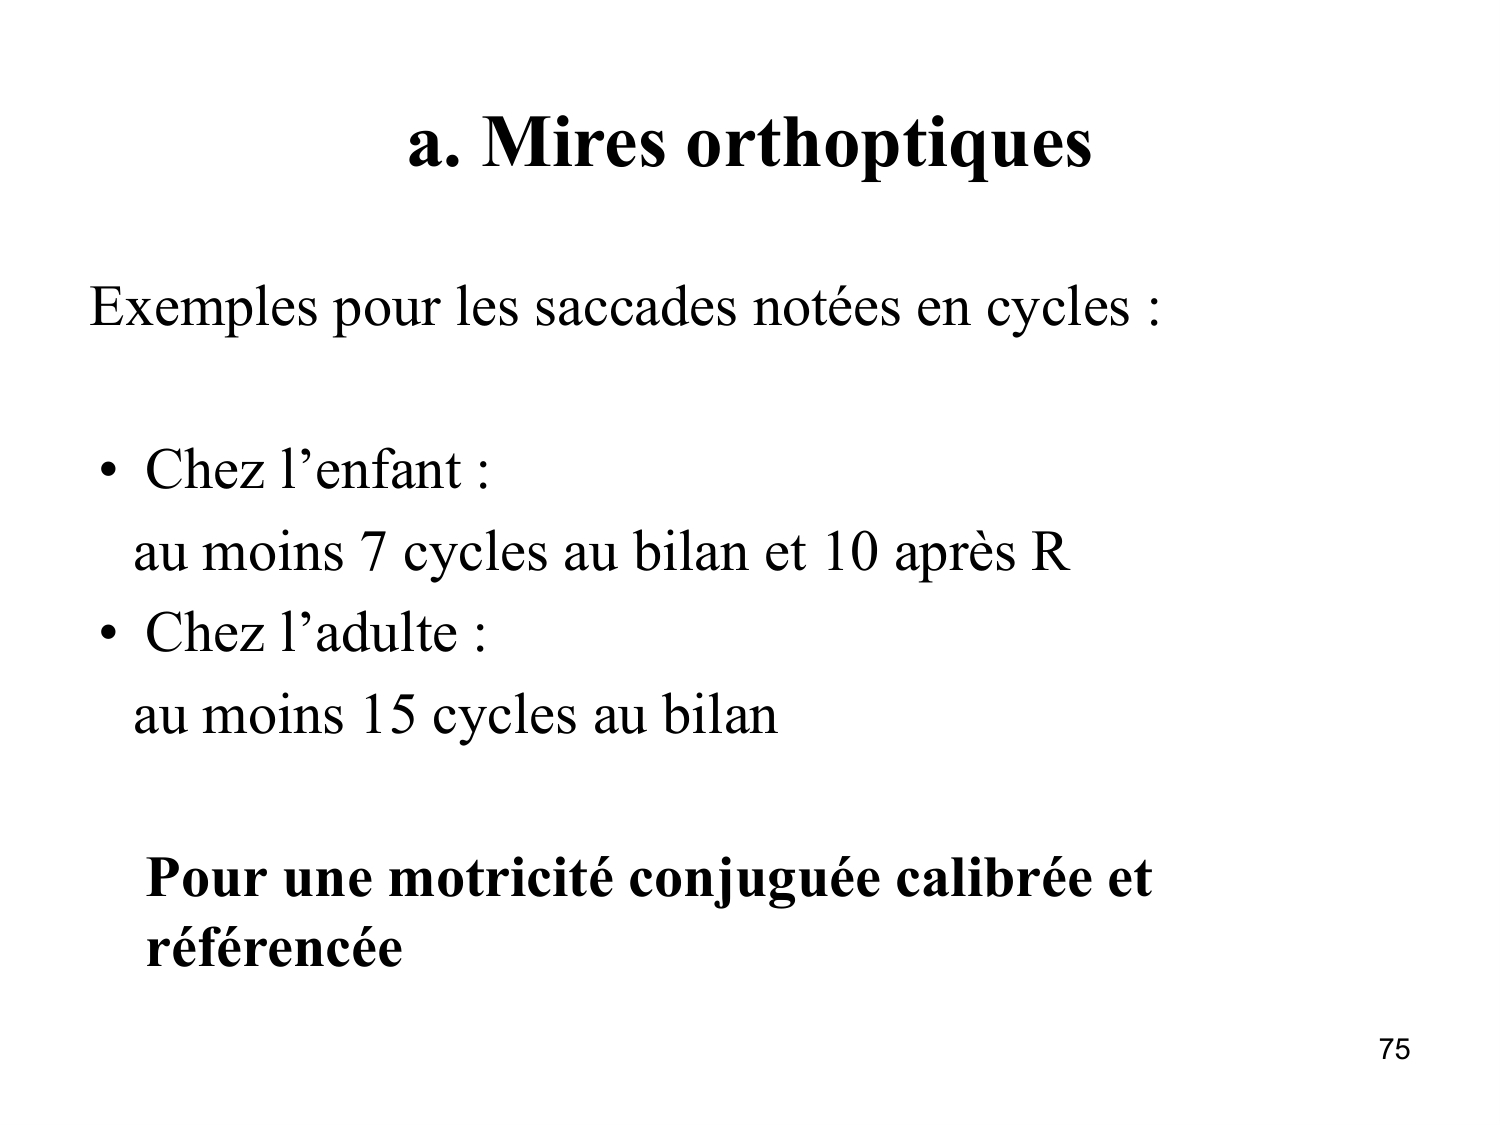 a. Mires orthoptiques
Exemples pour les saccades notées en cycles :
• Chez l’enfant :
au moins 7 cycles au bilan et 10 après R
• Chez l’adulte :
au moins 15 cycles au bilan
Pour une motricité conjuguée calibrée et
référencée
75